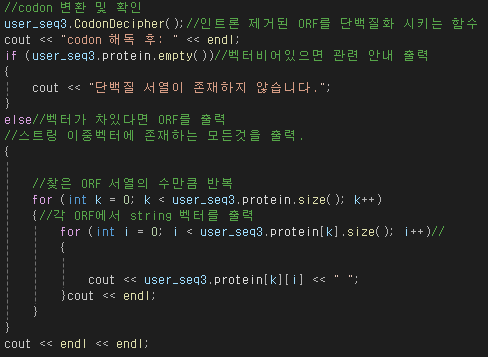 //codon 변환 및 확인
user_seq3.CodonDecipher();//인트론 제거된 ORF를 단백질화 시키는 함수
cout << "codon 해독 후: " << endl;
if (user_seq3.protein.empty())//벡터비어있으면 관련 안내 출력
{
cout << "단백질 서열이 존재하지 않습니다.";
}
else//벡터가 차있다면 ORF를 출력
//스트링 이중벡터에 존재하는 모든것을 출력.
{
//찾은 ORF 서열의 수만큼 반복
for (int k = 0; k < user_seq3.protein.size(); k++)
{//각 ORF에서 string 벡터를 출력
for (int i = 0; i < user_seq3.protein[k].size(); i++)//
{
cout << user_seq3.protein[k][i] << " ";
}cout << endl;
}
}
cout << endl << endl;